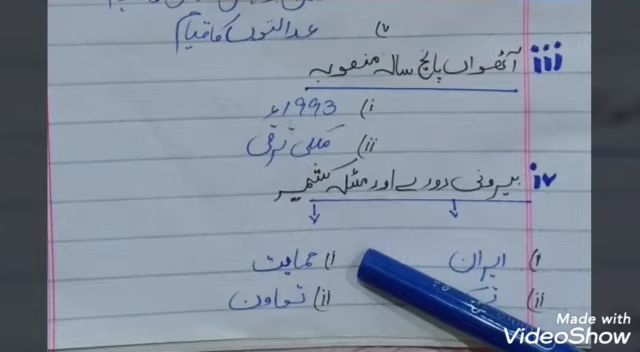 عدالتوں کا قیام (v
iii آٹھواں پانچ سالہ منصوبہ
i) 1993ء
ii) ملکی ترقی
iv بیرونی دورے اور مسئلہ کشمیر
i) ایران i) حمایت
ii) ii) تعاون
Made with
VideoShow